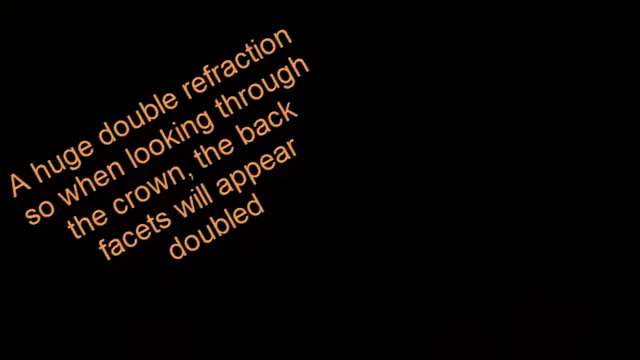 A huge double refraction
so when looking through
the crown, the back
facets will appear
doubled